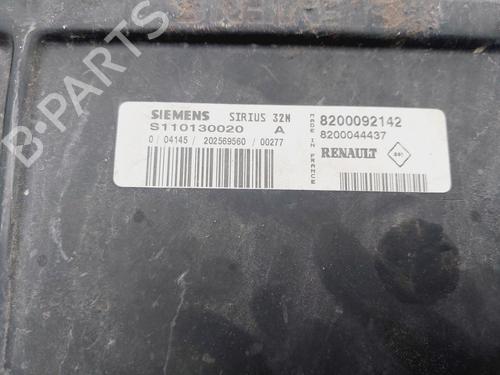 SIEMENS SIRIUS 32N
S110130020 A
0 / 04145 / 202569560 / 00277
MADE IN FRANCE
8200092142
8200044437
RENAULT
B-PARTS